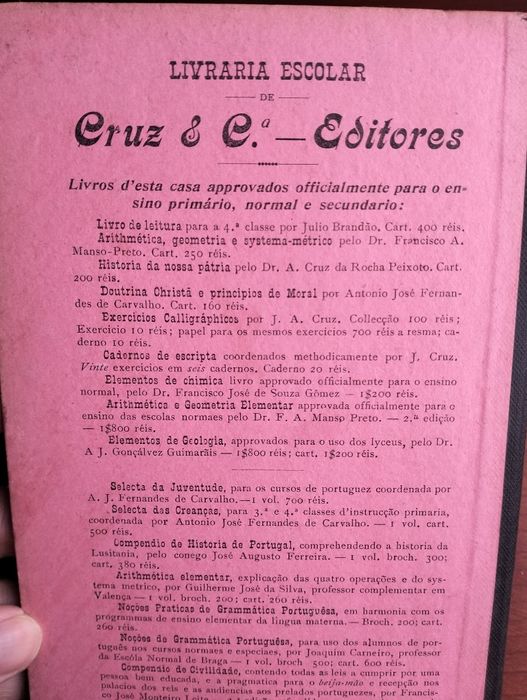 LIVRARIA ESCOLAR
DE
Cruz & C.ª — Editores
Livros d'esta casa approvados officialmente para o en-
sino primário, normal e secundario:
Livro de leitura para a 4.ª classe por Julio Brandão. Cart. 400 réis.
Arithmética, geometria e systema-métrico pelo Dr. Francisco A.
Manso-Preto. Cart. 250 réis.
Historia da nossa pátria pelo Dr. A. Cruz da Rocha Peixoto. Cart.
200 réis.
Doutrina Christã e principios de Moral por Antonio José Fernan-
des de Carvalho. Cart. 160 réis.
Exercicios Calligráphicos por J. A. Cruz. Collecção 100 réis;
Exercicio 10 réis; papel para os mesmos exercicios 700 réis a resma; ca-
derno 10 réis.
Cadernos de escripta coordenados methodicamente por J. Cruz.
Vinte exercicios em seis cadernos. Caderno 20 réis.
Elementos de chimica livro approvado officialmente para o ensino
normal, pelo Dr. Francisco José de Souza Gômes — 1$200 réis.
Arithmética e Geometria Elementar approvada officialmente para o
ensino das escolas normaes pelo Dr. F. A. Manso Preto. — 2.ª edição
— 1$800 réis.
Elementos de Geologia, approvados para o uso dos lyceus, pelo Dr.
A J. Gonçálvez Guimarãis — 1$800 réis; cart. 1$200 réis.
Selecta da Juventude, para os cursos de portuguez coordenada por
A. J. Fernandes de Carvalho.—1 vol. 700 réis.
Selecta das Creanças, para 3.ª e 4.ª classes d'instrucção primaria,
coordenada por Antonio José Fernandes de Carvalho. — 1 vol. cart.
500 réis.
Compendio de Historia de Portugal, comprehendendo a historia da
Lusitania, pelo conego José Augusto Ferreira. — 1 vol. broch. 300;
cart. 380 réis.
Arithmética elementar, explicação das quatro operações e do sys-
tema metrico, por Guilherme José da Silva, professor complementar em
Valença — 1 vol. broch. 200; cart. 260 réis.
Noções Praticas de Grammática Portuguêsa, em harmonia com os
programmas de ensino elementar da lingua materna. — Broch. 200; cart.
260 réis.
Noções de Grammática Portuguêsa, para uso dos alumnos de por-
tuguês nos cursos normaes e especiaes, por Joaquim Carneiro, professor
da Escóla Normal de Braga — 1 vol. broch 500; cart. 600 réis.
Compendio de Civilidade, contendo todas as leis a cumprir por uma
pessoa bem educada, e a pragmatica para o beija-mão e recepção nos
palacios dos reis e as audiencias aos prelados portuguezes, por Francis-
co José Monteiro Leite